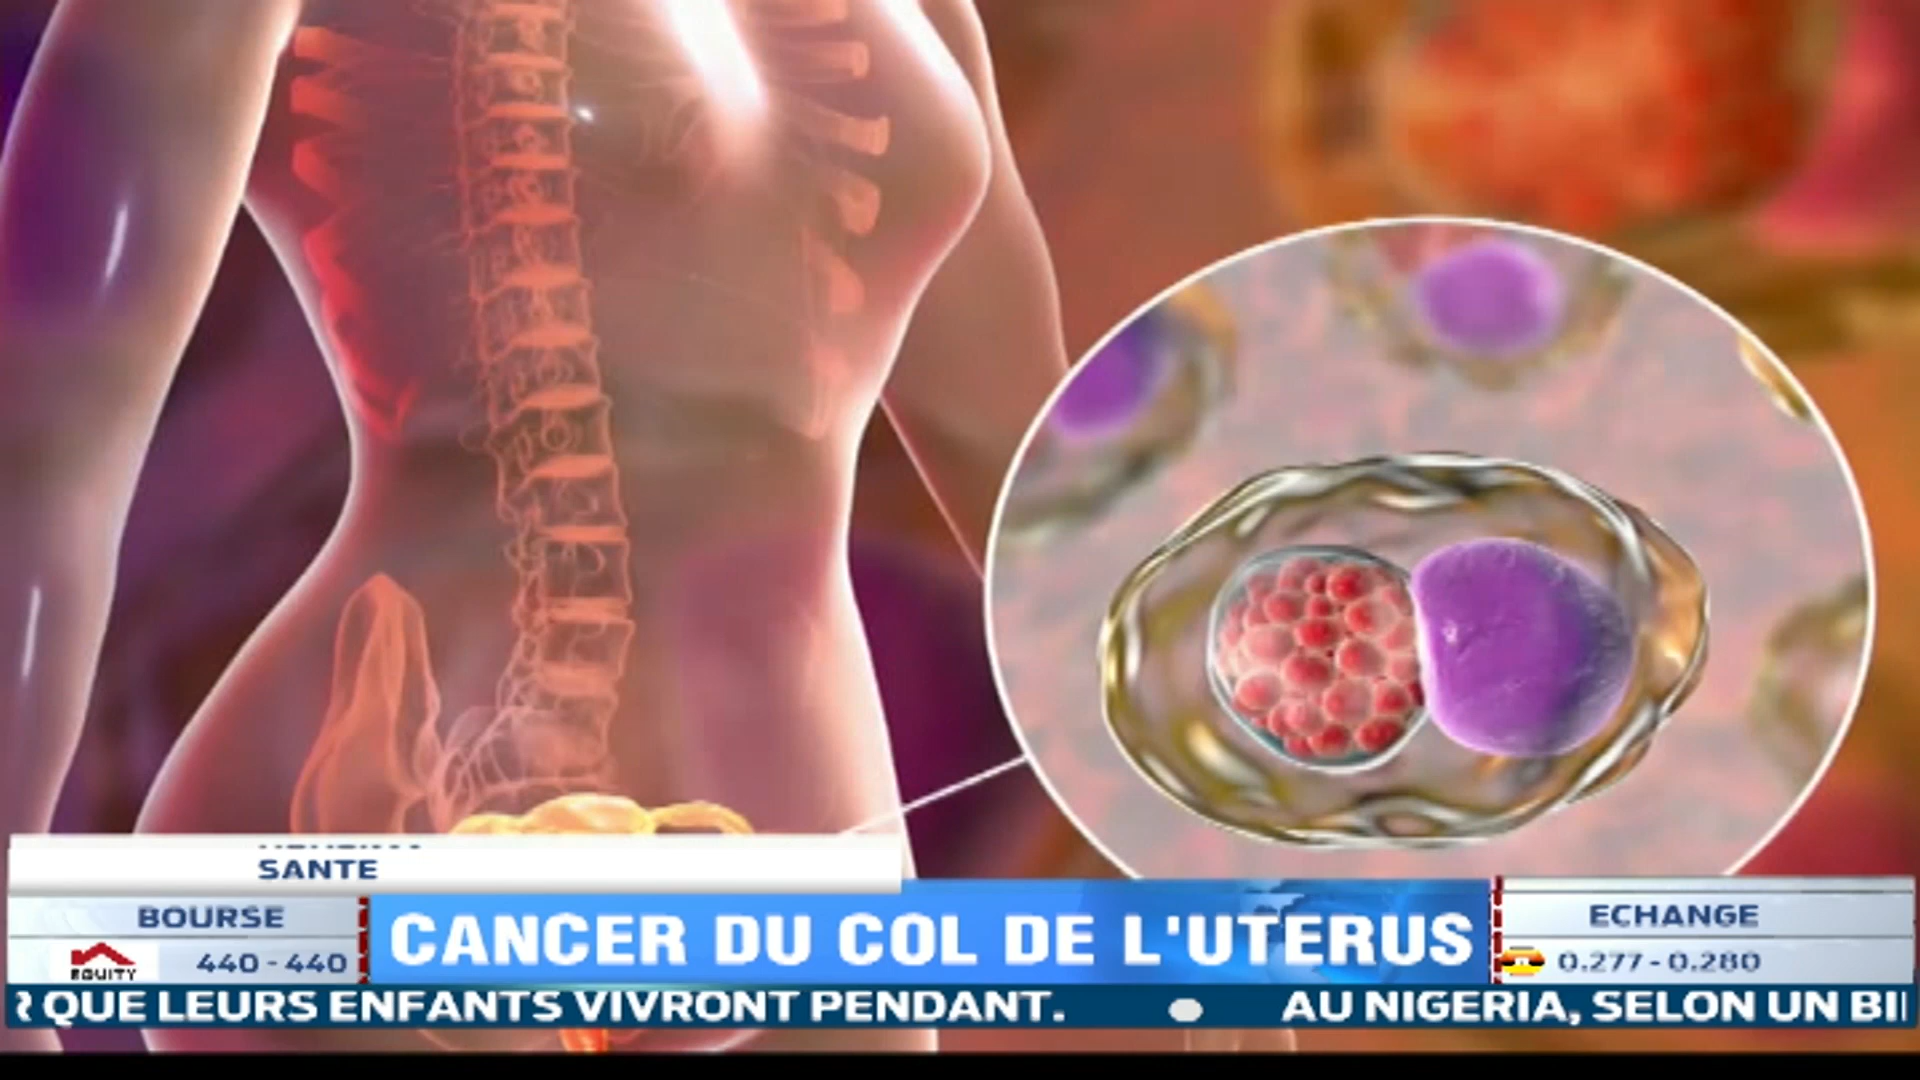 SANTE
BOURSE
EQUITY 440 - 440
CANCER DU COL DE L'UTERUS
ECHANGE
0.277 - 0.280
QUE LEURS ENFANTS VIVRONT PENDANT. AU NIGERIA, SELON UN